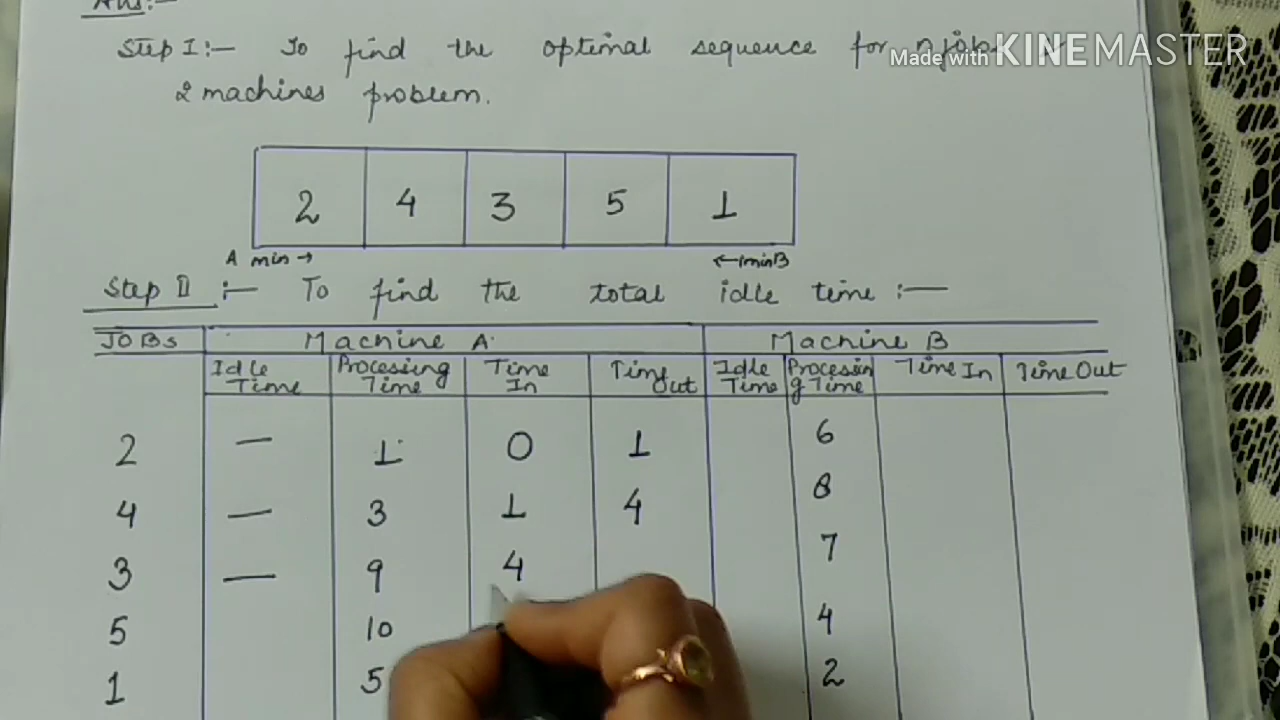 Ans:-
Step I :- To find the optimal sequence for n jobs
Made with KINEMASTER
2 machines problem.
2 4 3 5 1
A min → ← minB
Step II :- To find the total idle time :-
JOBs Machine A Machine B
Idle Time Processing Time Time In Time Out Idle Time Processing Time Time In Time Out
2 — 1 0 1 6
4 — 3 1 4 8
3 — 9 4 7
5 10 4
1 5 2